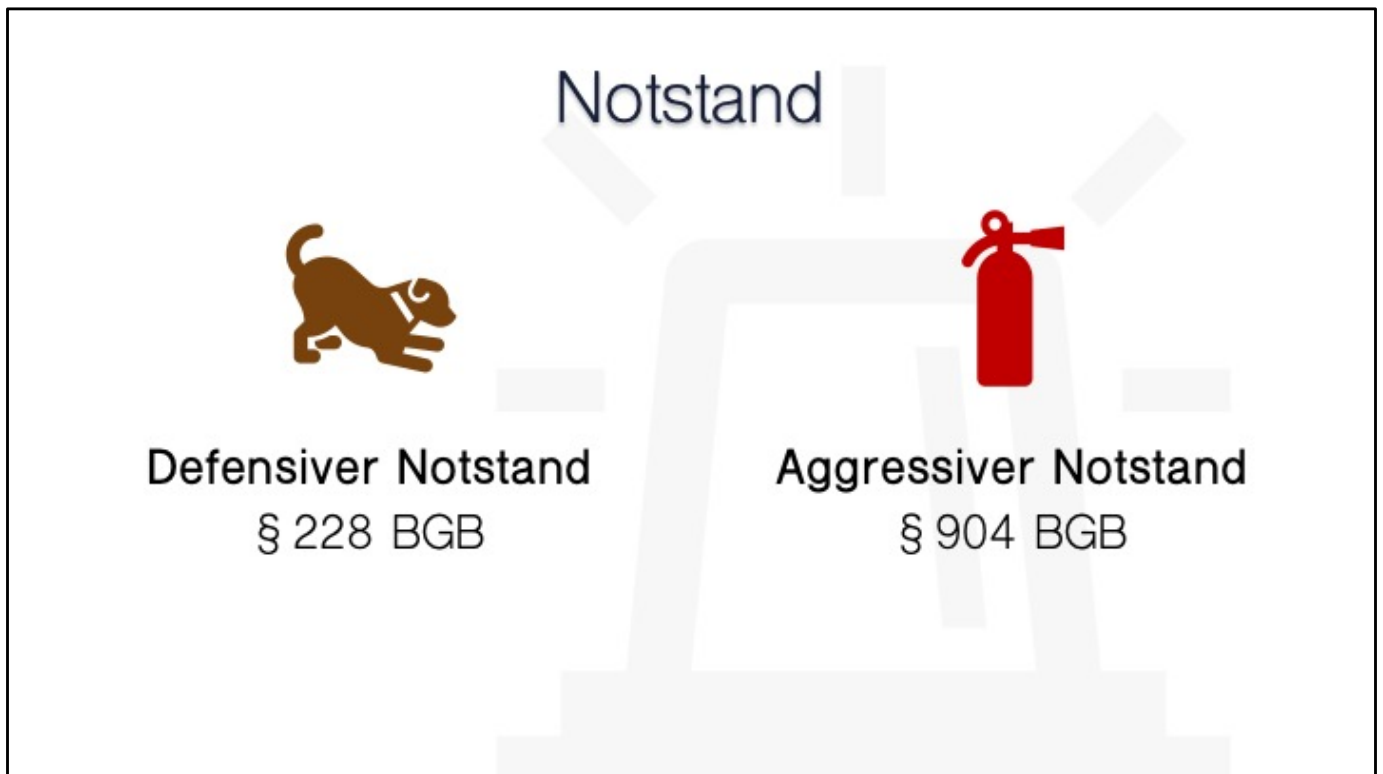 Notstand
Defensiver Notstand
§ 228 BGB
Aggressiver Notstand
§ 904 BGB